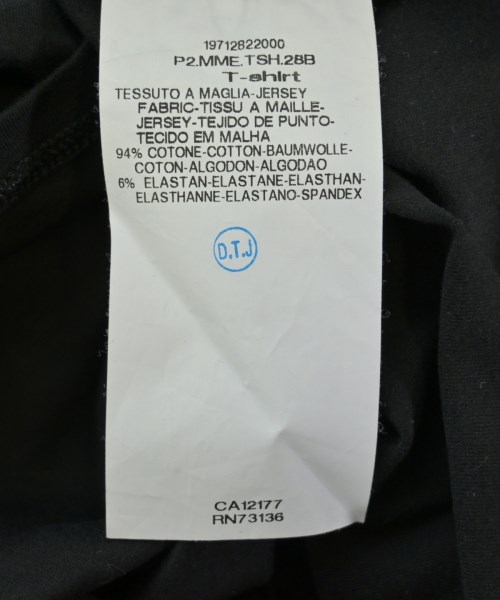 19712822000
P2.MME.TSH.28B
T-shirt
TESSUTO A MAGLIA-JERSEY
FABRIC-TISSU A MAILLE-
JERSEY-TEJIDO DE PUNTO-
TECIDO EM MALHA
94% COTONE-COTTON-BAUMWOLLE-
COTON-ALGODON-ALGODAO
6% ELASTAN-ELASTANE-ELASTHAN-
ELASTHANNE-ELASTANO-SPANDEX
D.T.J
CA12177
RN73136